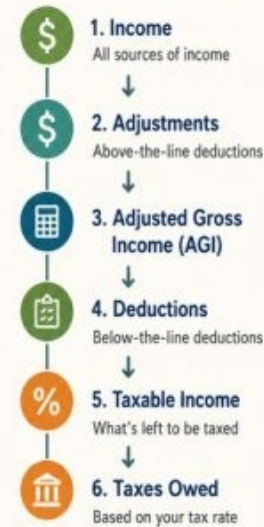 1. Income
All sources of income
2. Adjustments
Above-the-line deductions
3. Adjusted Gross
Income (AGI)
4. Deductions
Below-the-line deductions
5. Taxable Income
What's left to be taxed
6. Taxes Owed
Based on your tax rate